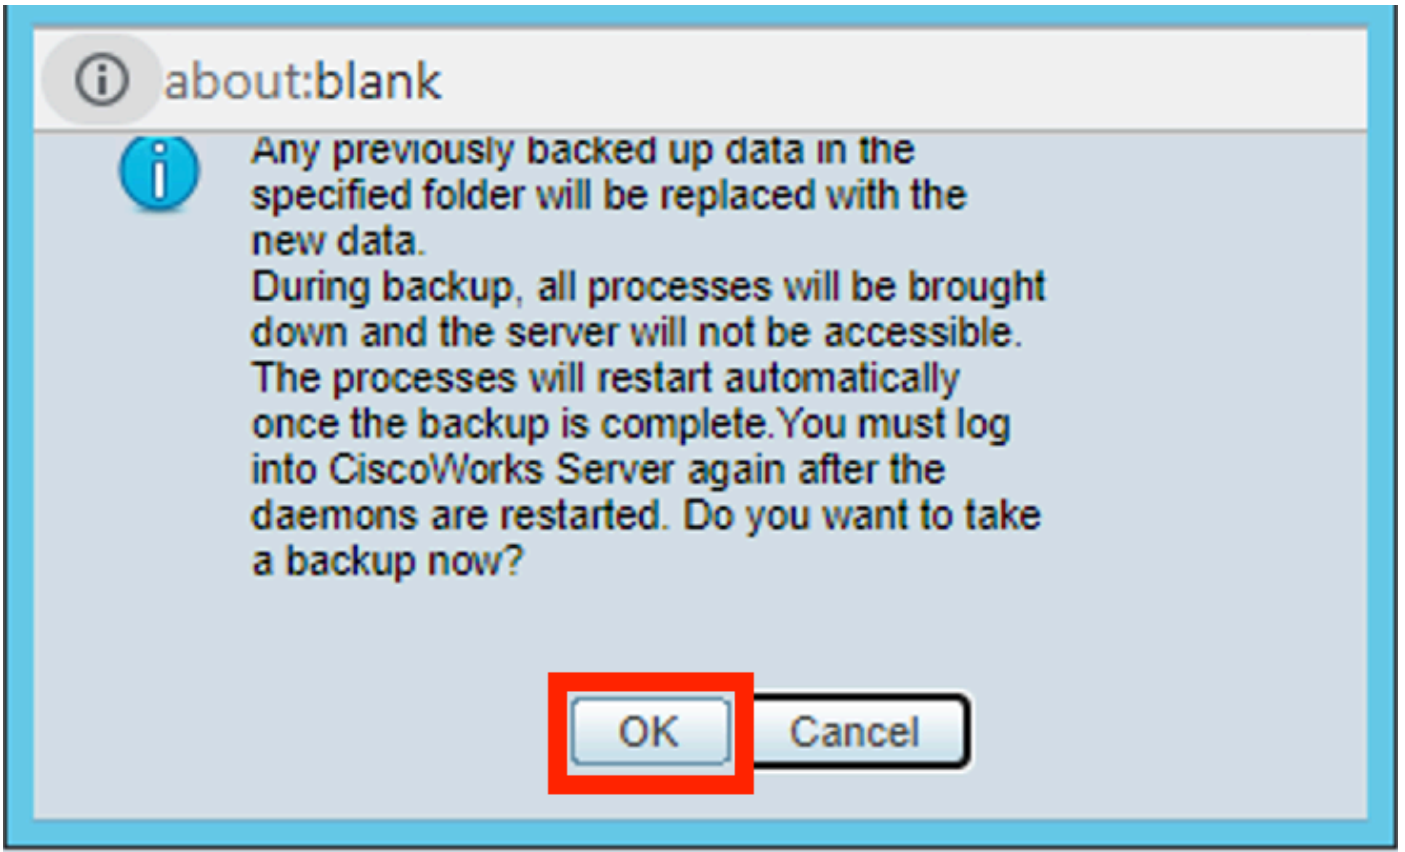 about:blank
Any previously backed up data in the
specified folder will be replaced with the
new data.
During backup, all processes will be brought
down and the server will not be accessible.
The processes will restart automatically
once the backup is complete.You must log
into CiscoWorks Server again after the
daemons are restarted. Do you want to take
a backup now?
OK Cancel